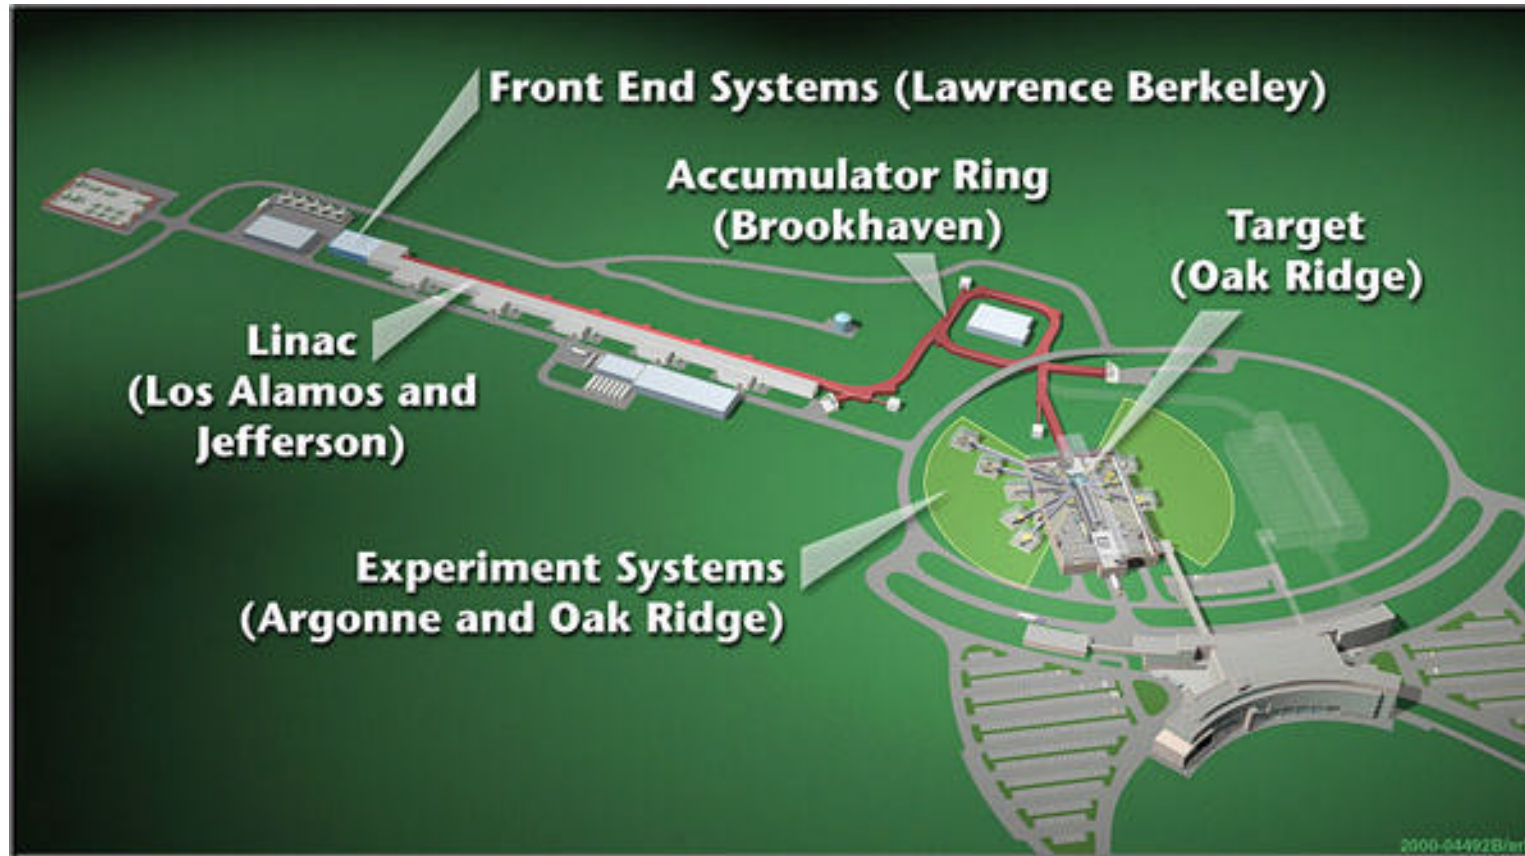 Front End Systems (Lawrence Berkeley)
Accumulator Ring
(Brookhaven)
Target
(Oak Ridge)
Linac
(Los Alamos and
Jefferson)
Experiment Systems
(Argonne and Oak Ridge)